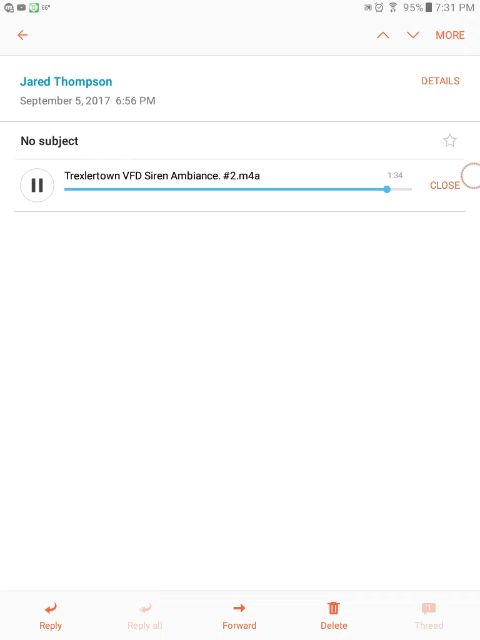 66°
95% 7:31 PM
MORE
Jared Thompson
DETAILS
September 5, 2017 6:56 PM
No subject
Trexlertown VFD Siren Ambiance. #2.m4a
1:34
CLOSE
Reply
Reply all
Forward
Delete
Thread